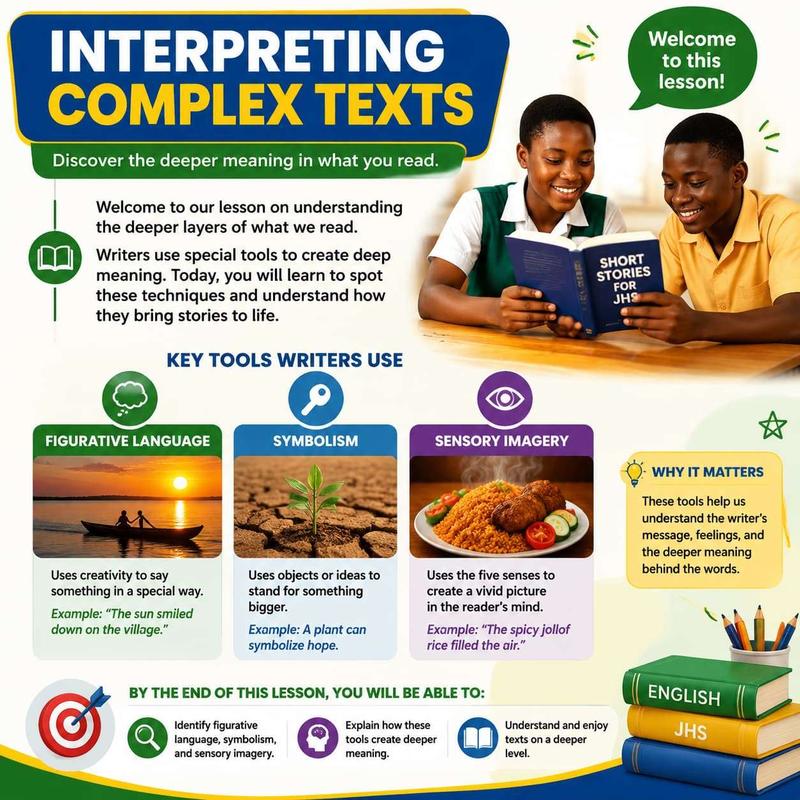 INTERPRETING
COMPLEX TEXTS
Discover the deeper meaning in what you read.
Welcome
to this
lesson!
Welcome to our lesson on understanding
the deeper layers of what we read.
Writers use special tools to create deep
meaning. Today, you will learn to spot
these techniques and understand how
they bring stories to life.
SHORT
STORIES
FOR
JHS
KEY TOOLS WRITERS USE
FIGURATIVE LANGUAGE
Uses creativity to say
something in a special way.
Example: “The sun smiled
down on the village.”
SYMBOLISM
Uses objects or ideas to
stand for something
bigger.
Example: A plant can
symbolize hope.
SENSORY IMAGERY
Uses the five senses to
create a vivid picture
in the reader’s mind.
Example: “The spicy jollof
rice filled the air.”
WHY IT MATTERS
These tools help us
understand the writer’s
message, feelings, and
the deeper meaning
behind the words.
BY THE END OF THIS LESSON, YOU WILL BE ABLE TO:
Identify figurative
language, symbolism,
and sensory imagery.
Explain how these
tools create deeper
meaning.
Understand and enjoy
texts on a deeper
level.
ENGLISH
JHS